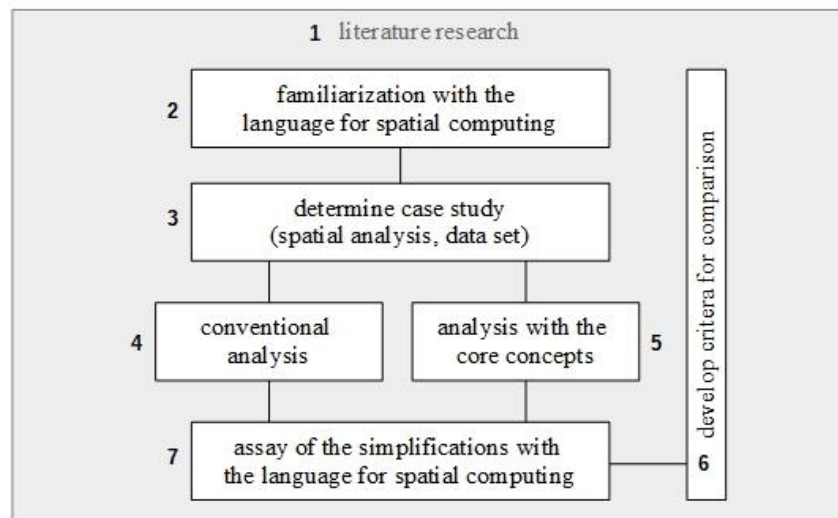 1 literature research
2 familiarization with the
language for spatial computing
3 determine case study
(spatial analysis, data set)
4 conventional
analysis
analysis with the
core concepts 5
7 assay of the simplifications with
the language for spatial computing
6 develop critera for comparison